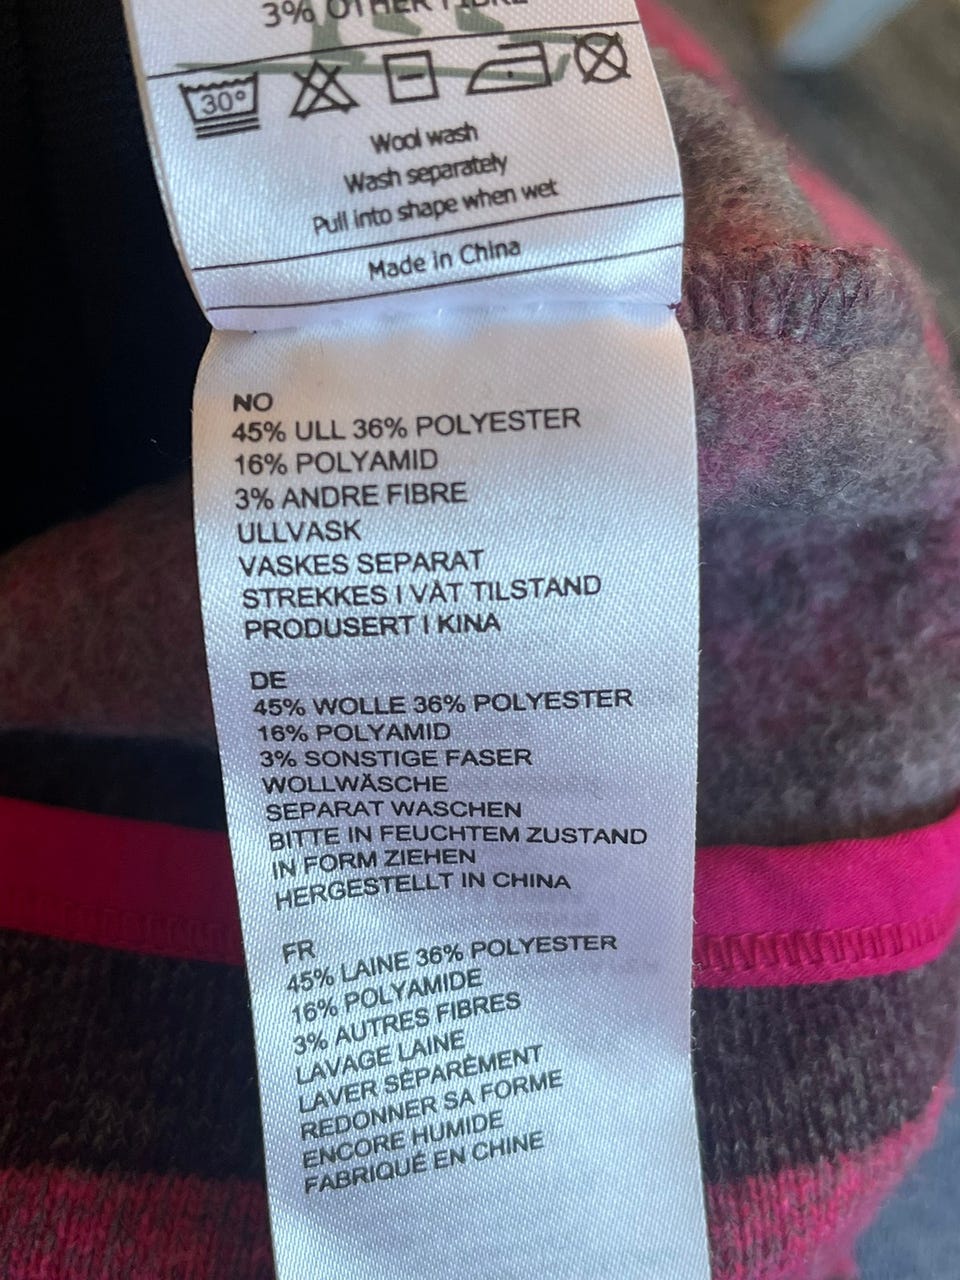 3% OTHER FIBRE
30°
Wool wash
Wash separately
Pull into shape when wet
Made in China
NO
45% ULL 36% POLYESTER
16% POLYAMID
3% ANDRE FIBRE
ULLVASK
VASKES SEPARAT
STREKKES I VÅT TILSTAND
PRODUSERT I KINA
DE
45% WOLLE 36% POLYESTER
16% POLYAMID
3% SONSTIGE FASER
WOLLWÄSCHE
SEPARAT WASCHEN
BITTE IN FEUCHTEM ZUSTAND
IN FORM ZIEHEN
HERGESTELLT IN CHINA
FR
45% LAINE 36% POLYESTER
16% POLYAMIDE
3% AUTRES FIBRES
LAVAGE LAINE
LAVER SÉPARÉMENT
REDONNER SA FORME
ENCORE HUMIDE
FABRIQUÉ EN CHINE